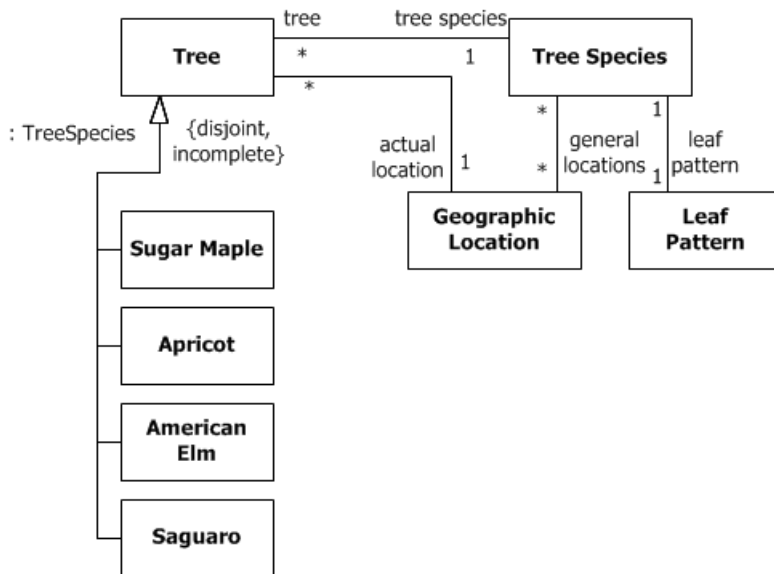 tree
tree species
Tree
*
1
Tree Species
*
: TreeSpecies
{disjoint,
incomplete}
*
1
actual
location
1
general
locations
*
leaf
pattern
1
Geographic
Location
Leaf
Pattern
Sugar Maple
Apricot
American
Elm
Saguaro